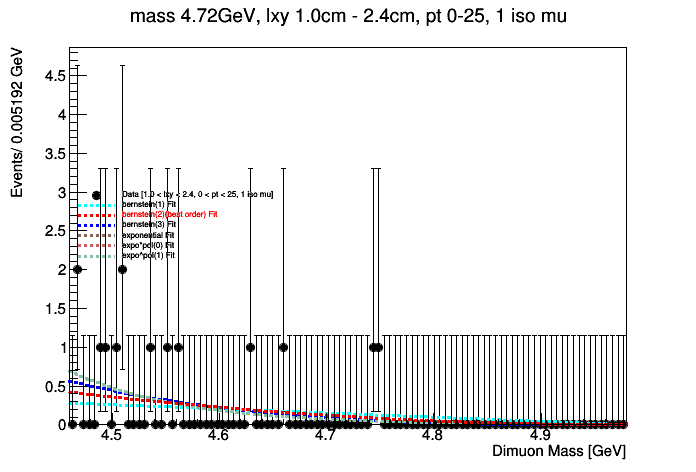 mass 4.72GeV, lxy 1.0cm - 2.4cm, pt 0-25, 1 iso mu
Events/ 0.005192 GeV
4.5
4
3.5
3
2.5
2
1.5
1
0.5
0
Data [1.0 < lxy < 2.4, 0 < pt < 25, 1 iso mu]
bernstein(1) Fit
bernstein(2)(best order) Fit
bernstein(3) Fit
exponential Fit
expo*pol(0) Fit
expo*pol(1) Fit
4.5 4.6 4.7 4.8 4.9
Dimuon Mass [GeV]